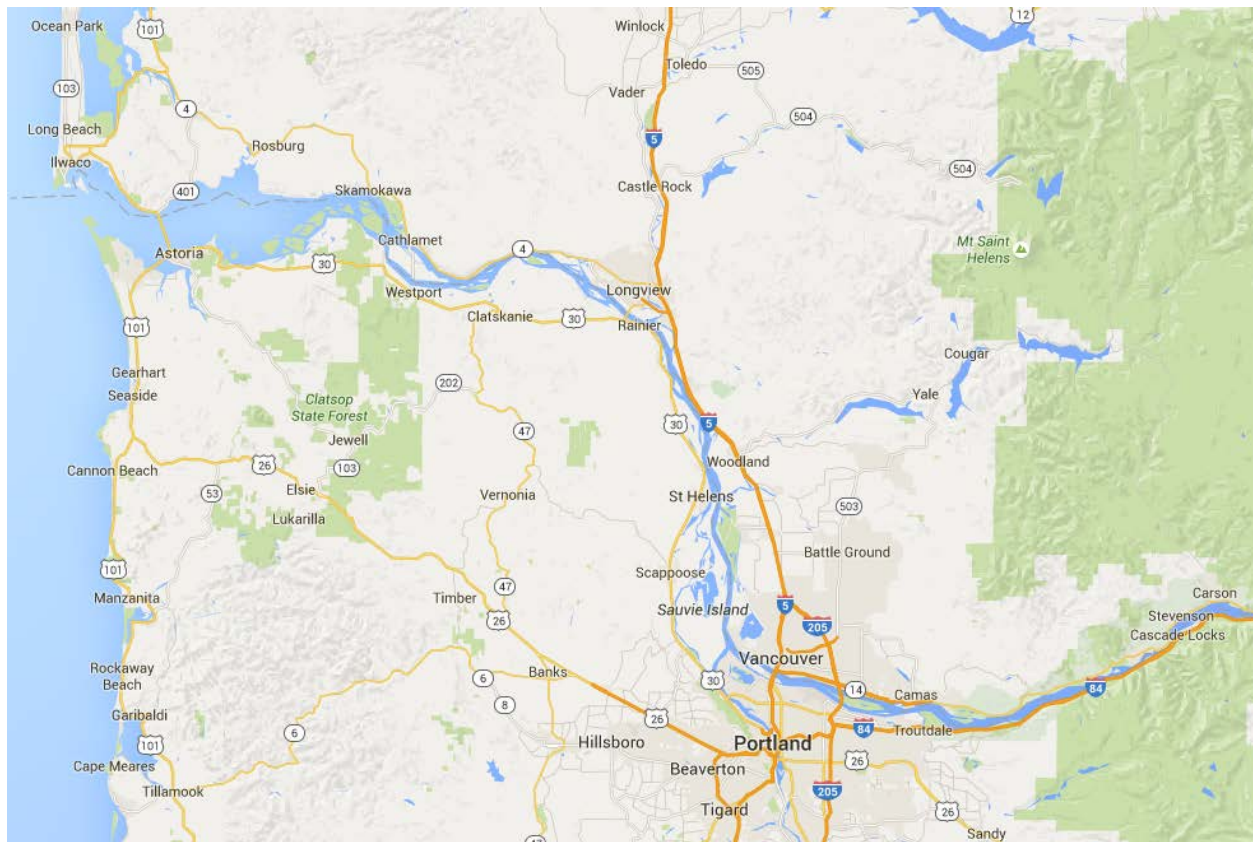 Ocean Park
101
Winlock
12
Toledo
505
103
Vader
4
504
Long Beach
5
Rosburg
Ilwaco
504
Castle Rock
Skamokawa
401
Cathlamet
4
Mt Saint
Helens
Astoria
30
Longview
Westport
Clatskanie
30
Rainier
101
Cougar
Gearhart
202
Seaside
Yale
Clatsop
State Forest
30
5
47
Jewell
Woodland
Cannon Beach
26
103
Elsie
53
Vernonia
St Helens
503
Lukarilla
Battle Ground
101
Scappoose
47
Manzanita
Timber
Sauvie Island
5
Carson
26
205
Stevenson
Cascade Locks
Vancouver
Rockaway
Beach
Banks
6
30
14
84
Camas
8
Garibaldi
26
6
84
Troutdale
101
Hillsboro
Portland
26
Cape Meares
Beaverton
Tillamook
205
Tigard
26
Sandy
47